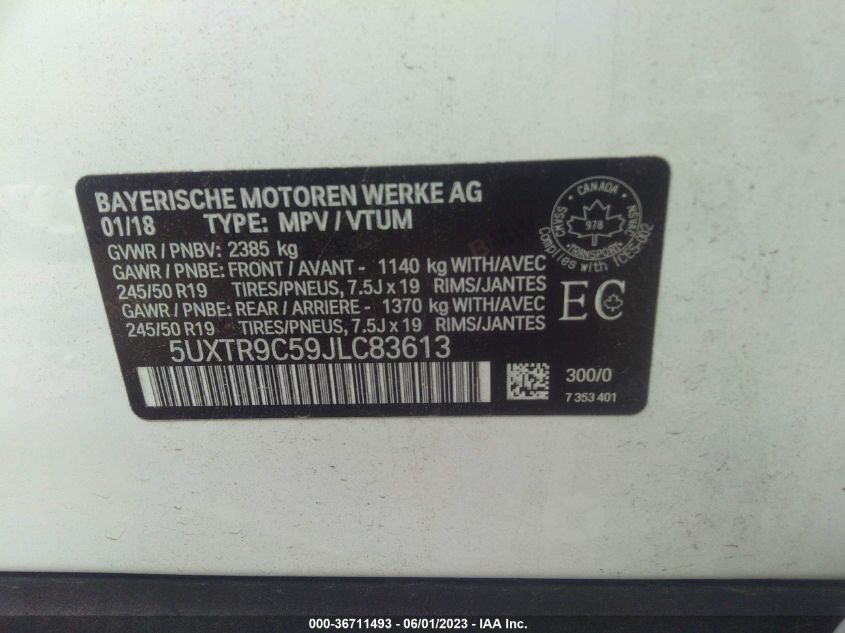 BAYERISCHE MOTOREN WERKE AG
01/18 TYPE: MPV / VTUM
GVWR / PNBV: 2385 kg
GAWR / PNBE: FRONT / AVANT - 1140 kg WITH/AVEC
245/50 R19 TIRES/PNEUS, 7.5J x 19 RIMS/JANTES
GAWR / PNBE: REAR / ARRIERE - 1370 kg WITH/AVEC
245/50 R19 TIRES/PNEUS, 7.5J x 19 RIMS/JANTES
5UXTR9C59JLC83613
CANADA
CMVSS
978
NSVAC
TRANSPORT
Complies with ICES-002
EC
300/0
7 353 401
000-36711493 - 06/01/2023 - IAA Inc.